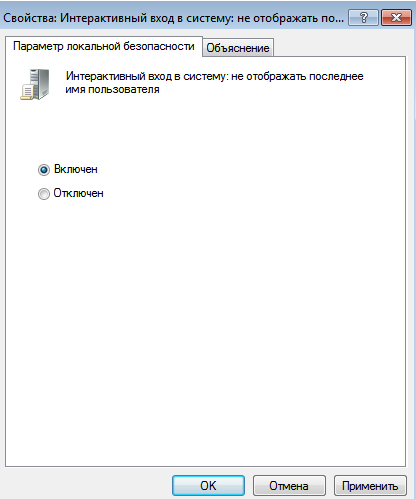 Свойства: Интерактивный вход в систему: не отображать по...
Параметр локальной безопасности
Объяснение
Интерактивный вход в систему: не отображать последнее
имя пользователя
Включен
Отключен
OK
Отмена
Применить